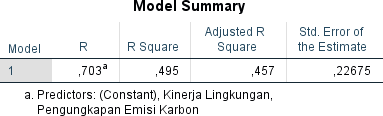 Model Summary
Adjusted R Std. Error of
Model R R Square Square the Estimate
1 ,703a ,495 ,457 ,22675
a. Predictors: (Constant), Kinerja Lingkungan,
Pengungkapan Emisi Karbon